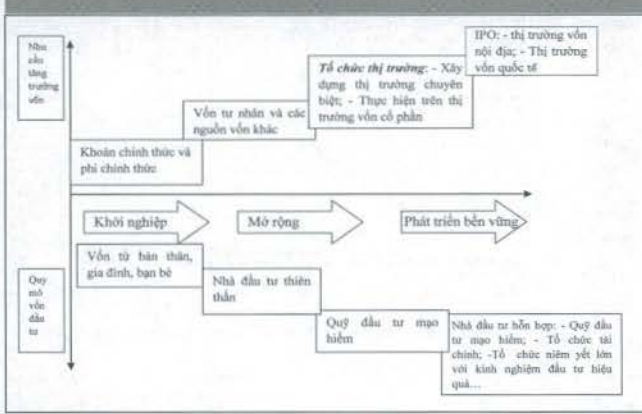 Nhu
cầu
tăng
trưởng
vốn
IPO: - thị trường vốn
nội địa; - Thị trường
vốn quốc tế
Tổ chức thị trường: - Xây
dựng thị trường chuyên
biệt; - Thực hiện trên thị
trường vốn cổ phần
Vốn tư nhân và các
nguồn vốn khác
Khoản chính thức và
phi chính thức
Khởi nghiệp
Mở rộng
Phát triển bền vững
Vốn từ bản thân,
gia đình, bạn bè
Nhà đầu tư thiên
thần
Quỹ đầu tư mạo
hiểm
Nhà đầu tư hỗn hợp: - Quỹ đầu
tư mạo hiểm; - Tổ chức tài
chính; -Tổ chức niêm yết lớn
với kinh nghiệm đầu tư hiệu
quả…
Quy
mô
vốn
đầu
tư